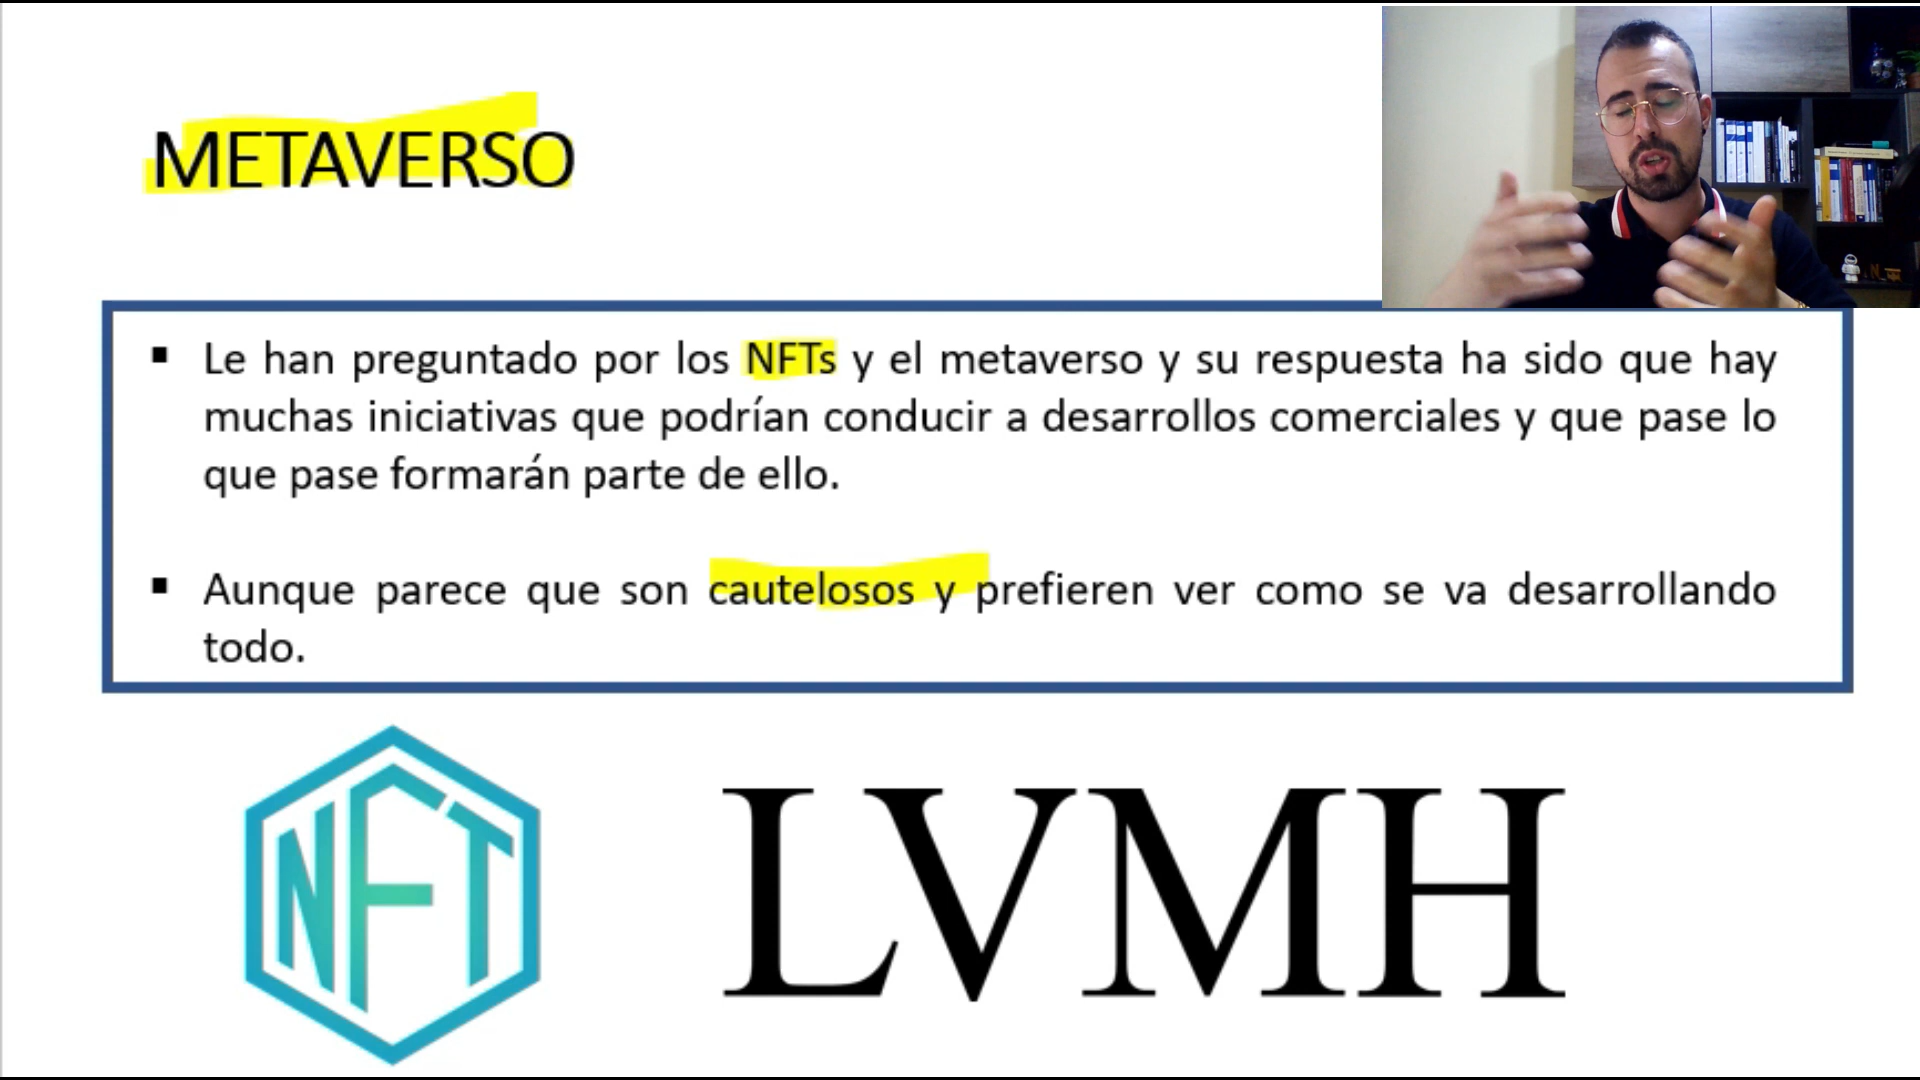 METAVERSO
▪ Le han preguntado por los NFTs y el metaverso y su respuesta ha sido que hay
muchas iniciativas que podrían conducir a desarrollos comerciales y que pase lo
que pase formarán parte de ello.
▪ Aunque parece que son cautelosos y prefieren ver como se va desarrollando
todo.
NFT
LVMH